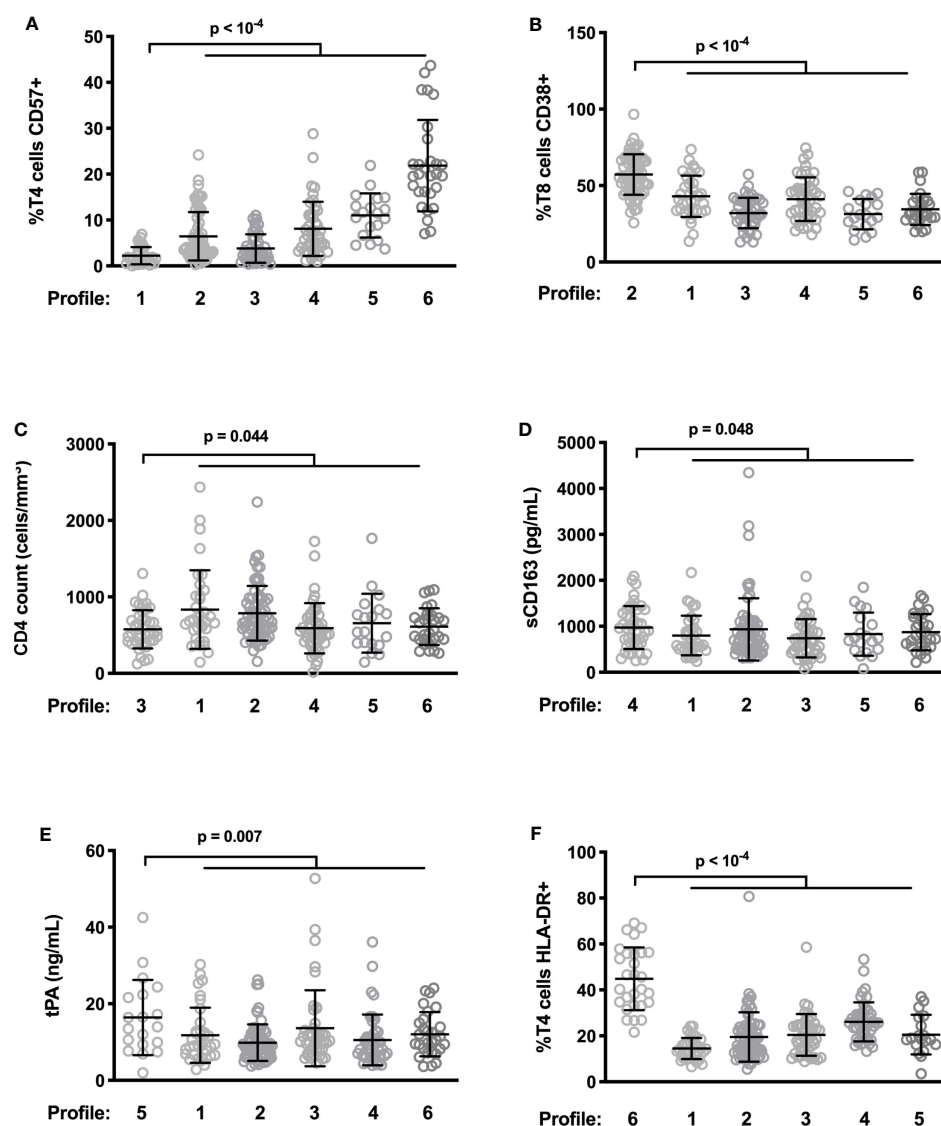 A
p < 10⁻⁴
%T4 cells CD57+
50
40
30
20
10
0
Profile: 1 2 3 4 5 6
B
p < 10⁻⁴
%T8 cells CD38+
150
100
50
0
Profile: 2 1 3 4 5 6
C
p = 0.044
CD4 count (cells/mm³)
3000
2000
1000
0
Profile: 3 1 2 4 5 6
D
p = 0.048
sCD163 (pg/mL)
5000
4000
3000
2000
1000
0
Profile: 4 1 2 3 5 6
E
p = 0.007
tPA (ng/mL)
60
40
20
0
Profile: 5 1 2 3 4 6
F
p < 10⁻⁴
%T4 cells HLA-DR+
100
80
60
40
20
0
Profile: 6 1 2 3 4 5